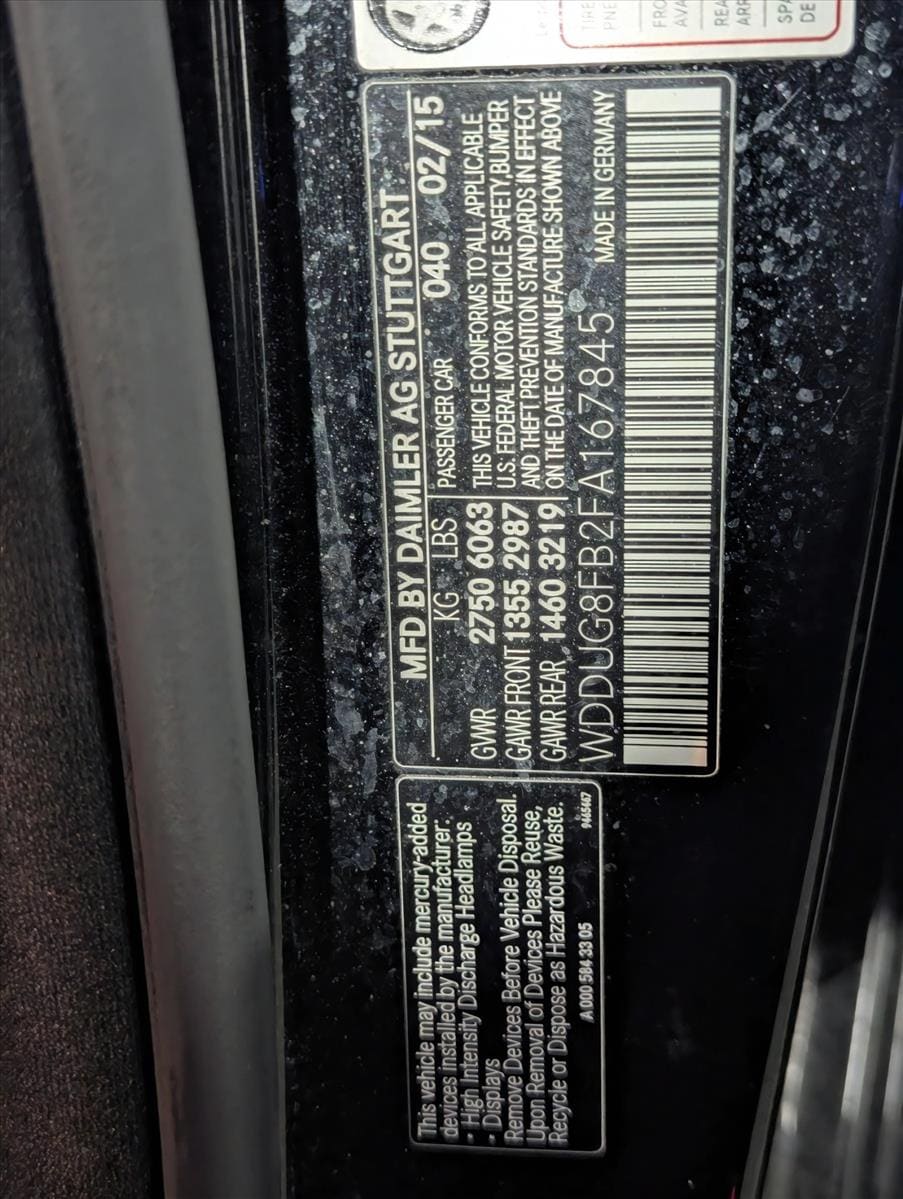 MFD BY DAIMLER AG STUTTGART
KG LBS PASSENGER CAR 040 02/15
GWWR 2750 6063 THIS VEHICLE CONFORMS TO ALL APPLICABLE
GAWR FRONT 1355 2987 U.S. FEDERAL MOTOR VEHICLE SAFETY,BUMPER
GAWR REAR 1460 3219 AND THEFT PREVENTION STANDARDS IN EFFECT
ON THE DATE OF MANUFACTURE SHOWN ABOVE
WDDUG8FB2FA167845 MADE IN GERMANY
This vehicle may include mercury-added
devices installed by the manufacturer:
- High Intensity Discharge Headlamps
- Displays
Remove Devices Before Vehicle Disposal.
Upon Removal of Devices Please Reuse,
Recycle or Dispose as Hazardous Waste.
A 000 584 33 05 9465467